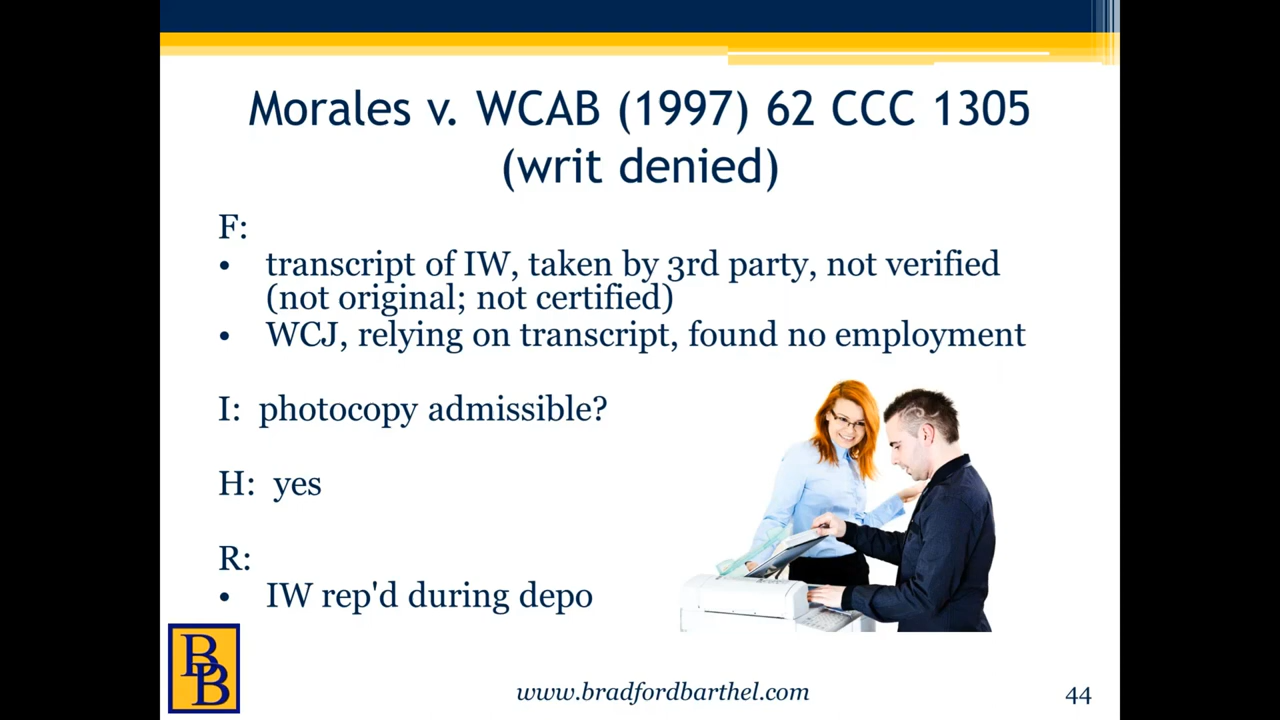 Morales v. WCAB (1997) 62 CCC 1305
(writ denied)
F:
• transcript of IW, taken by 3rd party, not verified
(not original; not certified)
• WCJ, relying on transcript, found no employment
I: photocopy admissible?
H: yes
R:
• IW rep'd during depo
BB
www.bradfordbarthel.com
44